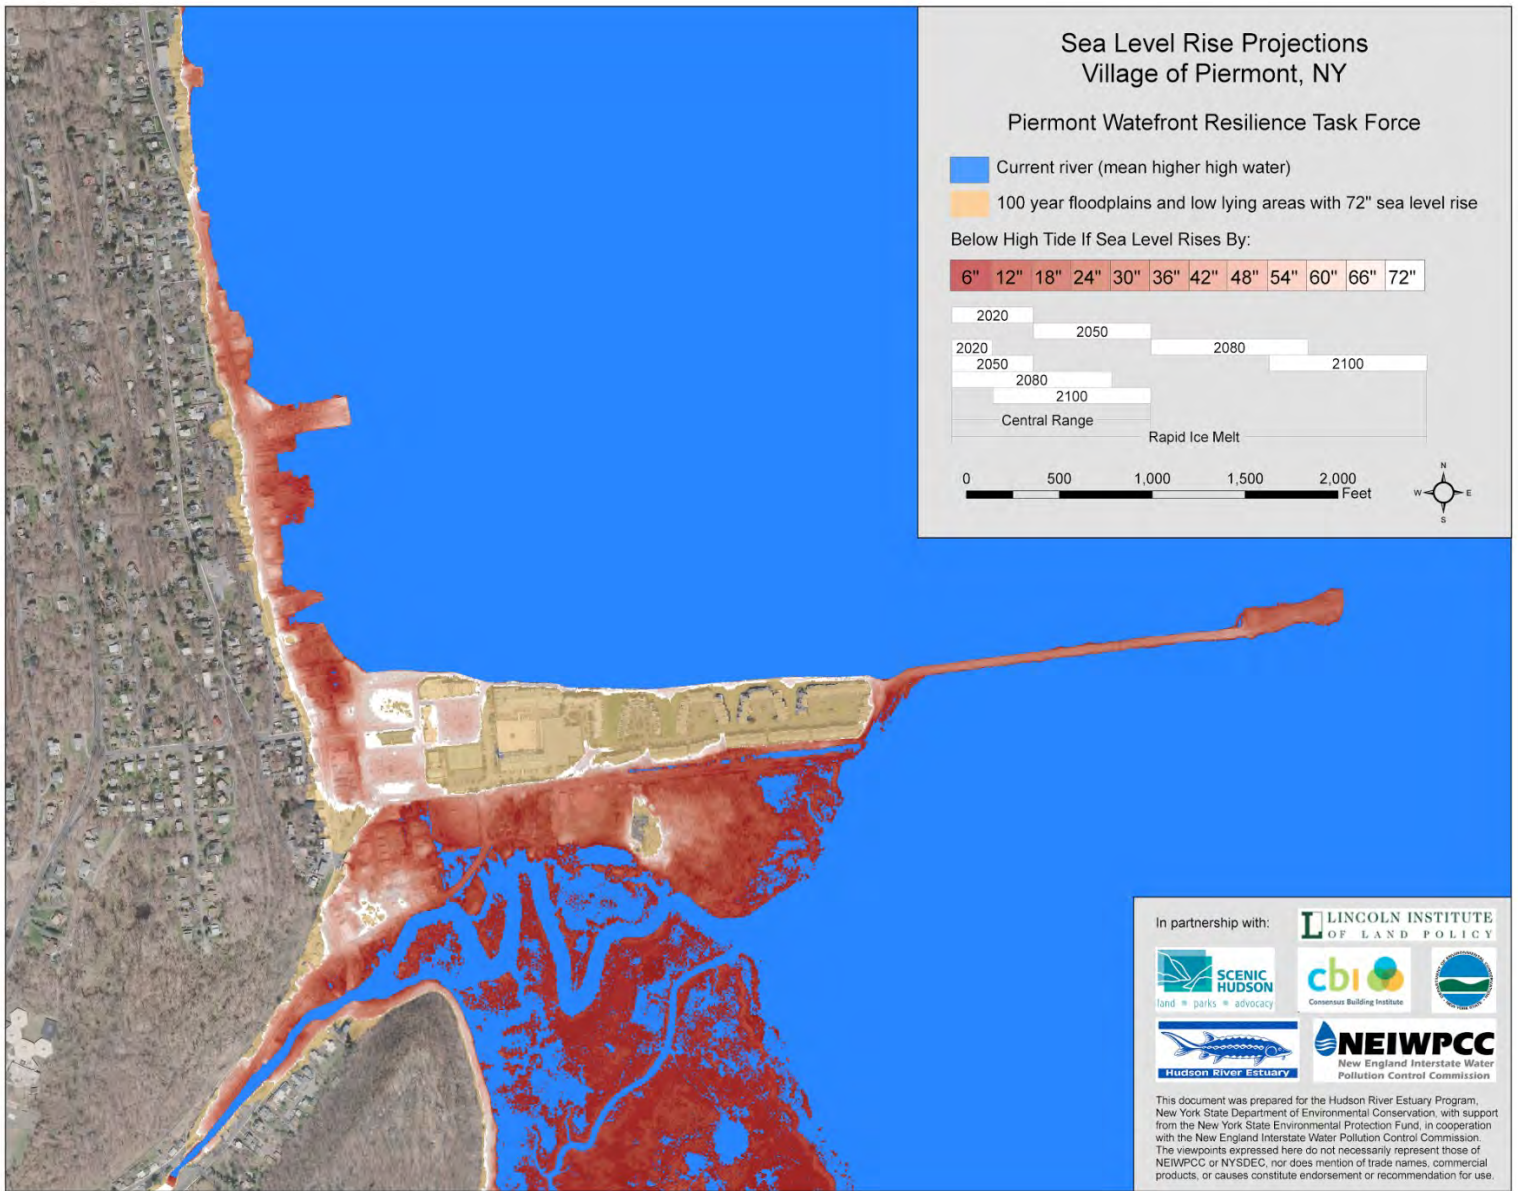 Sea Level Rise Projections
Village of Piermont, NY
Piermont Watefront Resilience Task Force
Current river (mean higher high water)
100 year floodplains and low lying areas with 72" sea level rise
Below High Tide If Sea Level Rises By:
6" 12" 18" 24" 30" 36" 42" 48" 54" 60" 66" 72"
2020
2050
2020 2080
2050 2100
2080
2100
Central Range
Rapid Ice Melt
0 500 1,000 1,500 2,000
Feet
N
W E
S
In partnership with:
LINCOLN INSTITUTE
OF LAND POLICY
SCENIC
HUDSON
land parks advocacy
cbi
Consensus Building Institute
Hudson River Estuary
NEIWPCC
New England Interstate Water
Pollution Control Commission
This document was prepared for the Hudson River Estuary Program,
New York State Department of Environmental Conservation, with support
from the New York State Environmental Protection Fund, in cooperation
with the New England Interstate Water Pollution Control Commission.
The viewpoints expressed here do not necessarily represent those of
NEIWPCC or NYSDEC, nor does mention of trade names, commercial
products, or causes constitute endorsement or recommendation for use.